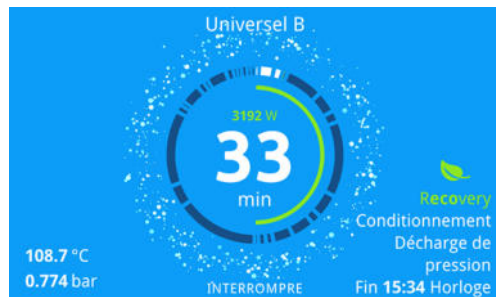 Universel B
3192 W
33
min
Recovery
Conditionnement
Décharge de
pression
108.7 °C
0.774 bar
INTERROMPRE
Fin 15:34 Horloge